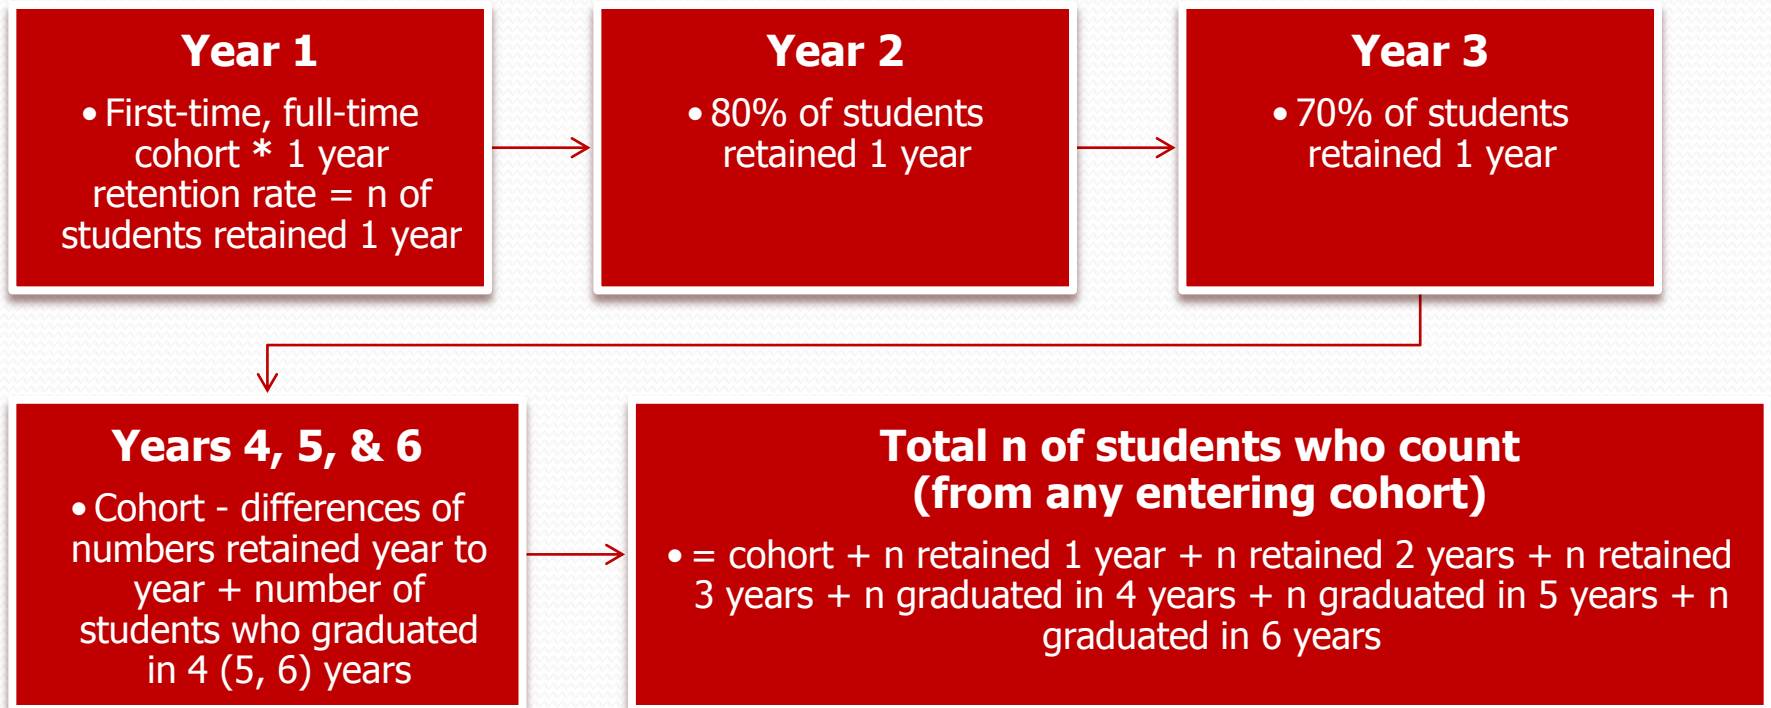 Year 1
• First-time, full-time
cohort * 1 year
retention rate = n of
students retained 1 year
Year 2
• 80% of students
retained 1 year
Year 3
• 70% of students
retained 1 year
Years 4, 5, & 6
• Cohort - differences of
numbers retained year to
year + number of
students who graduated
in 4 (5, 6) years
Total n of students who count
(from any entering cohort)
• = cohort + n retained 1 year + n retained 2 years + n retained
3 years + n graduated in 4 years + n graduated in 5 years + n
graduated in 6 years